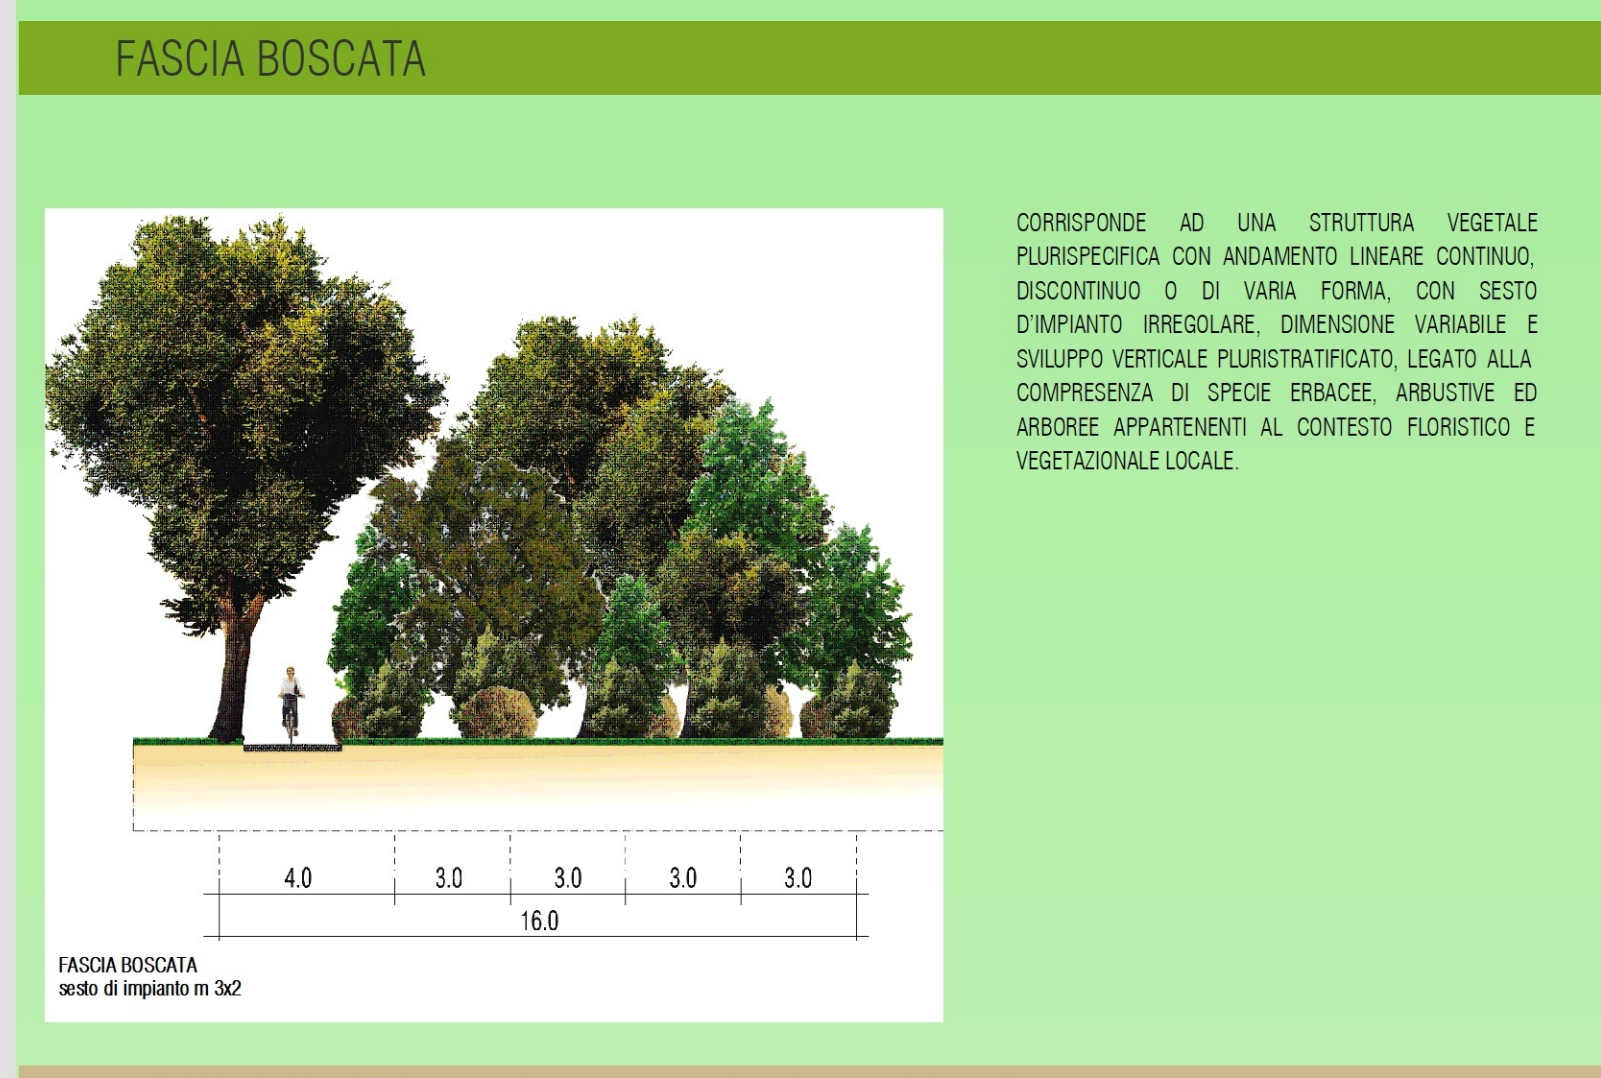 FASCIA BOSCATA
CORRISPONDE AD UNA STRUTTURA VEGETALE
PLURISPECIFICA CON ANDAMENTO LINEARE CONTINUO,
DISCONTINUO O DI VARIA FORMA, CON SESTO
D'IMPIANTO IRREGOLARE, DIMENSIONE VARIABILE E
SVILUPPO VERTICALE PLURISTRATIFICATO, LEGATO ALLA
COMPRESENZA DI SPECIE ERBACEE, ARBUSTIVE ED
ARBOREE APPARTENENTI AL CONTESTO FLORISTICO E
VEGETAZIONALE LOCALE.
4.0 3.0 3.0 3.0 3.0
16.0
FASCIA BOSCATA
sesto di impianto m 3x2